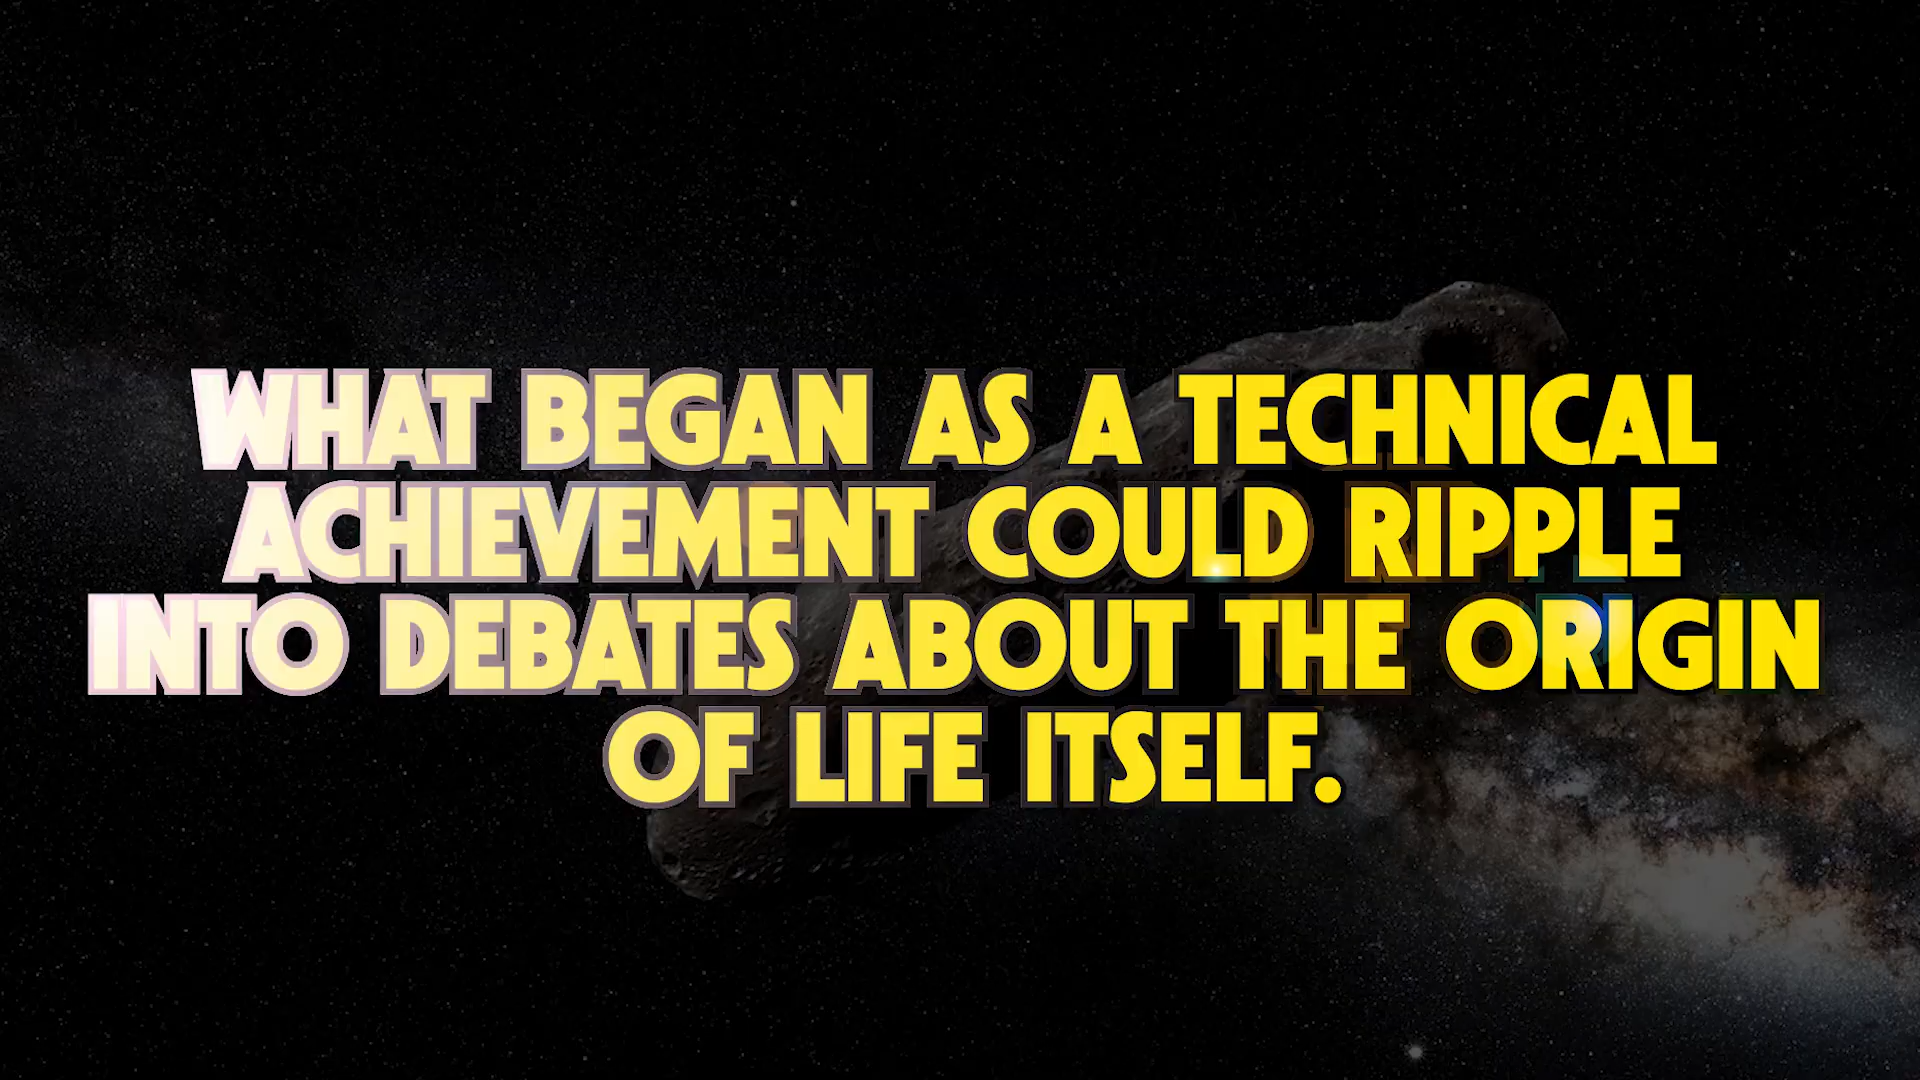 WHAT BEGAN AS A TECHNICAL
ACHIEVEMENT COULD RIPPLE
INTO DEBATES ABOUT THE ORIGIN
OF LIFE ITSELF.